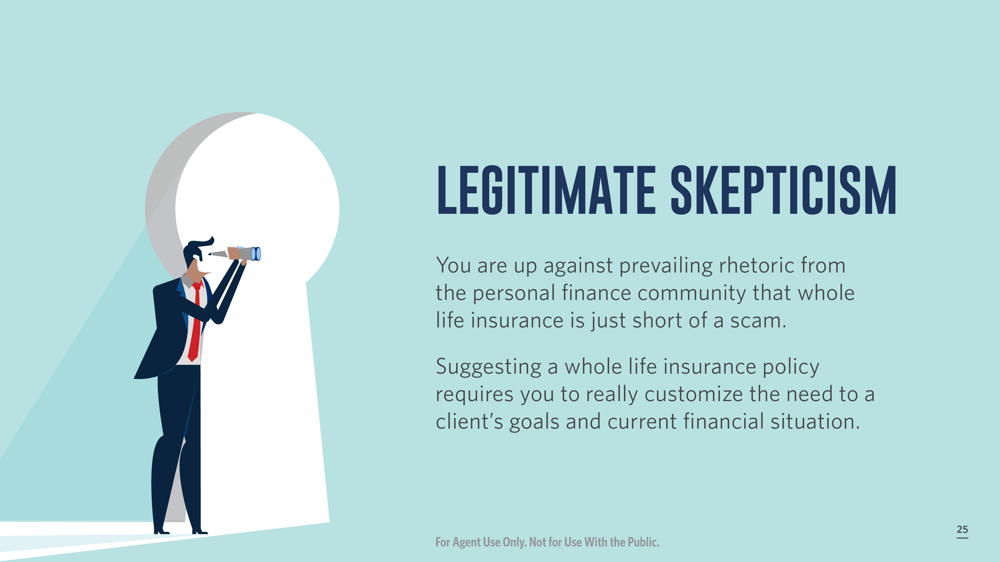 LEGITIMATE SKEPTICISM
You are up against prevailing rhetoric from
the personal finance community that whole
life insurance is just short of a scam.
Suggesting a whole life insurance policy
requires you to really customize the need to a
client’s goals and current financial situation.
For Agent Use Only. Not for Use With the Public.
25